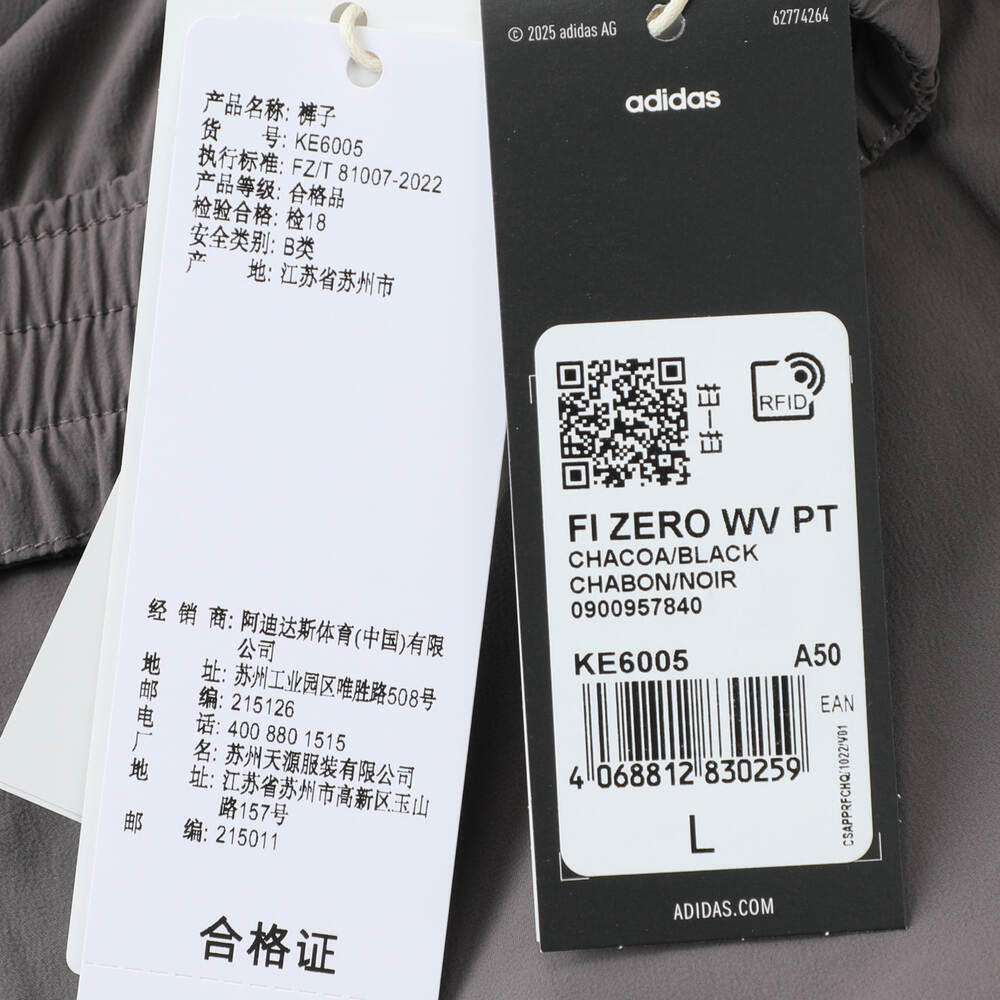 产品名称: 裤子
货 号: KE6005
执行标准: FZ/T 81007-2022
产品等级: 合格品
检验合格: 检18
安全类别: B类
产 地: 江苏省苏州市
经 销 商: 阿迪达斯体育(中国)有限
公司
地 址: 苏州工业园区唯胜路508号
邮 编: 215126
电 话: 400 880 1515
厂 名: 苏州天源服装有限公司
地 址: 江苏省苏州市高新区玉山
路157号
邮 编: 215011
合格证
© 2025 adidas AG
62774264
adidas
扫一扫
RFID
FI ZERO WV PT
CHACOA/BLACK
CHABON/NOIR
0900957840
KE6005 A50
EAN
4 068812 830259
CSAPPRFCHQ/1022/V01
L
ADIDAS.COM